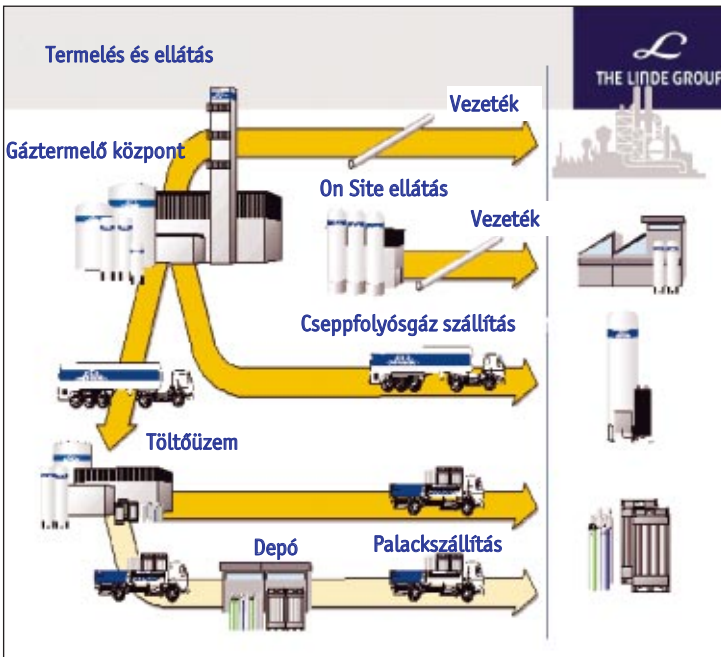 Termelés és ellátás
THE LINDE GROUP
Vezeték
Gáztermelő központ
On Site ellátás
Vezeték
Cseppfolyósgáz szállítás
Töltőüzem
Depó
Palackszállítás